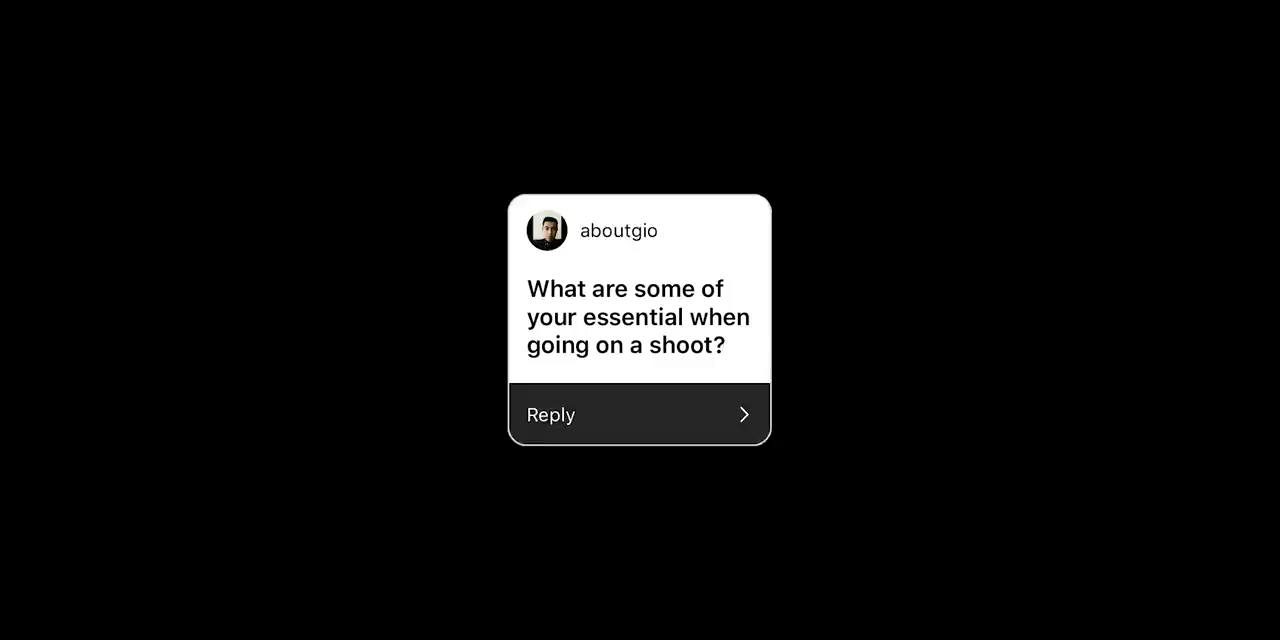 aboutgio
What are some of
your essential when
going on a shoot?
Reply